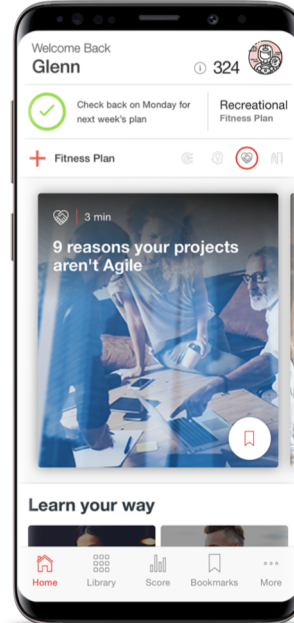 Welcome Back
Glenn
324
Check back on Monday for
next week's plan
Recreational
Fitness Plan
Fitness Plan
3 min
9 reasons your projects
aren't Agile
Learn your way
Home
Library
Score
Bookmarks
More